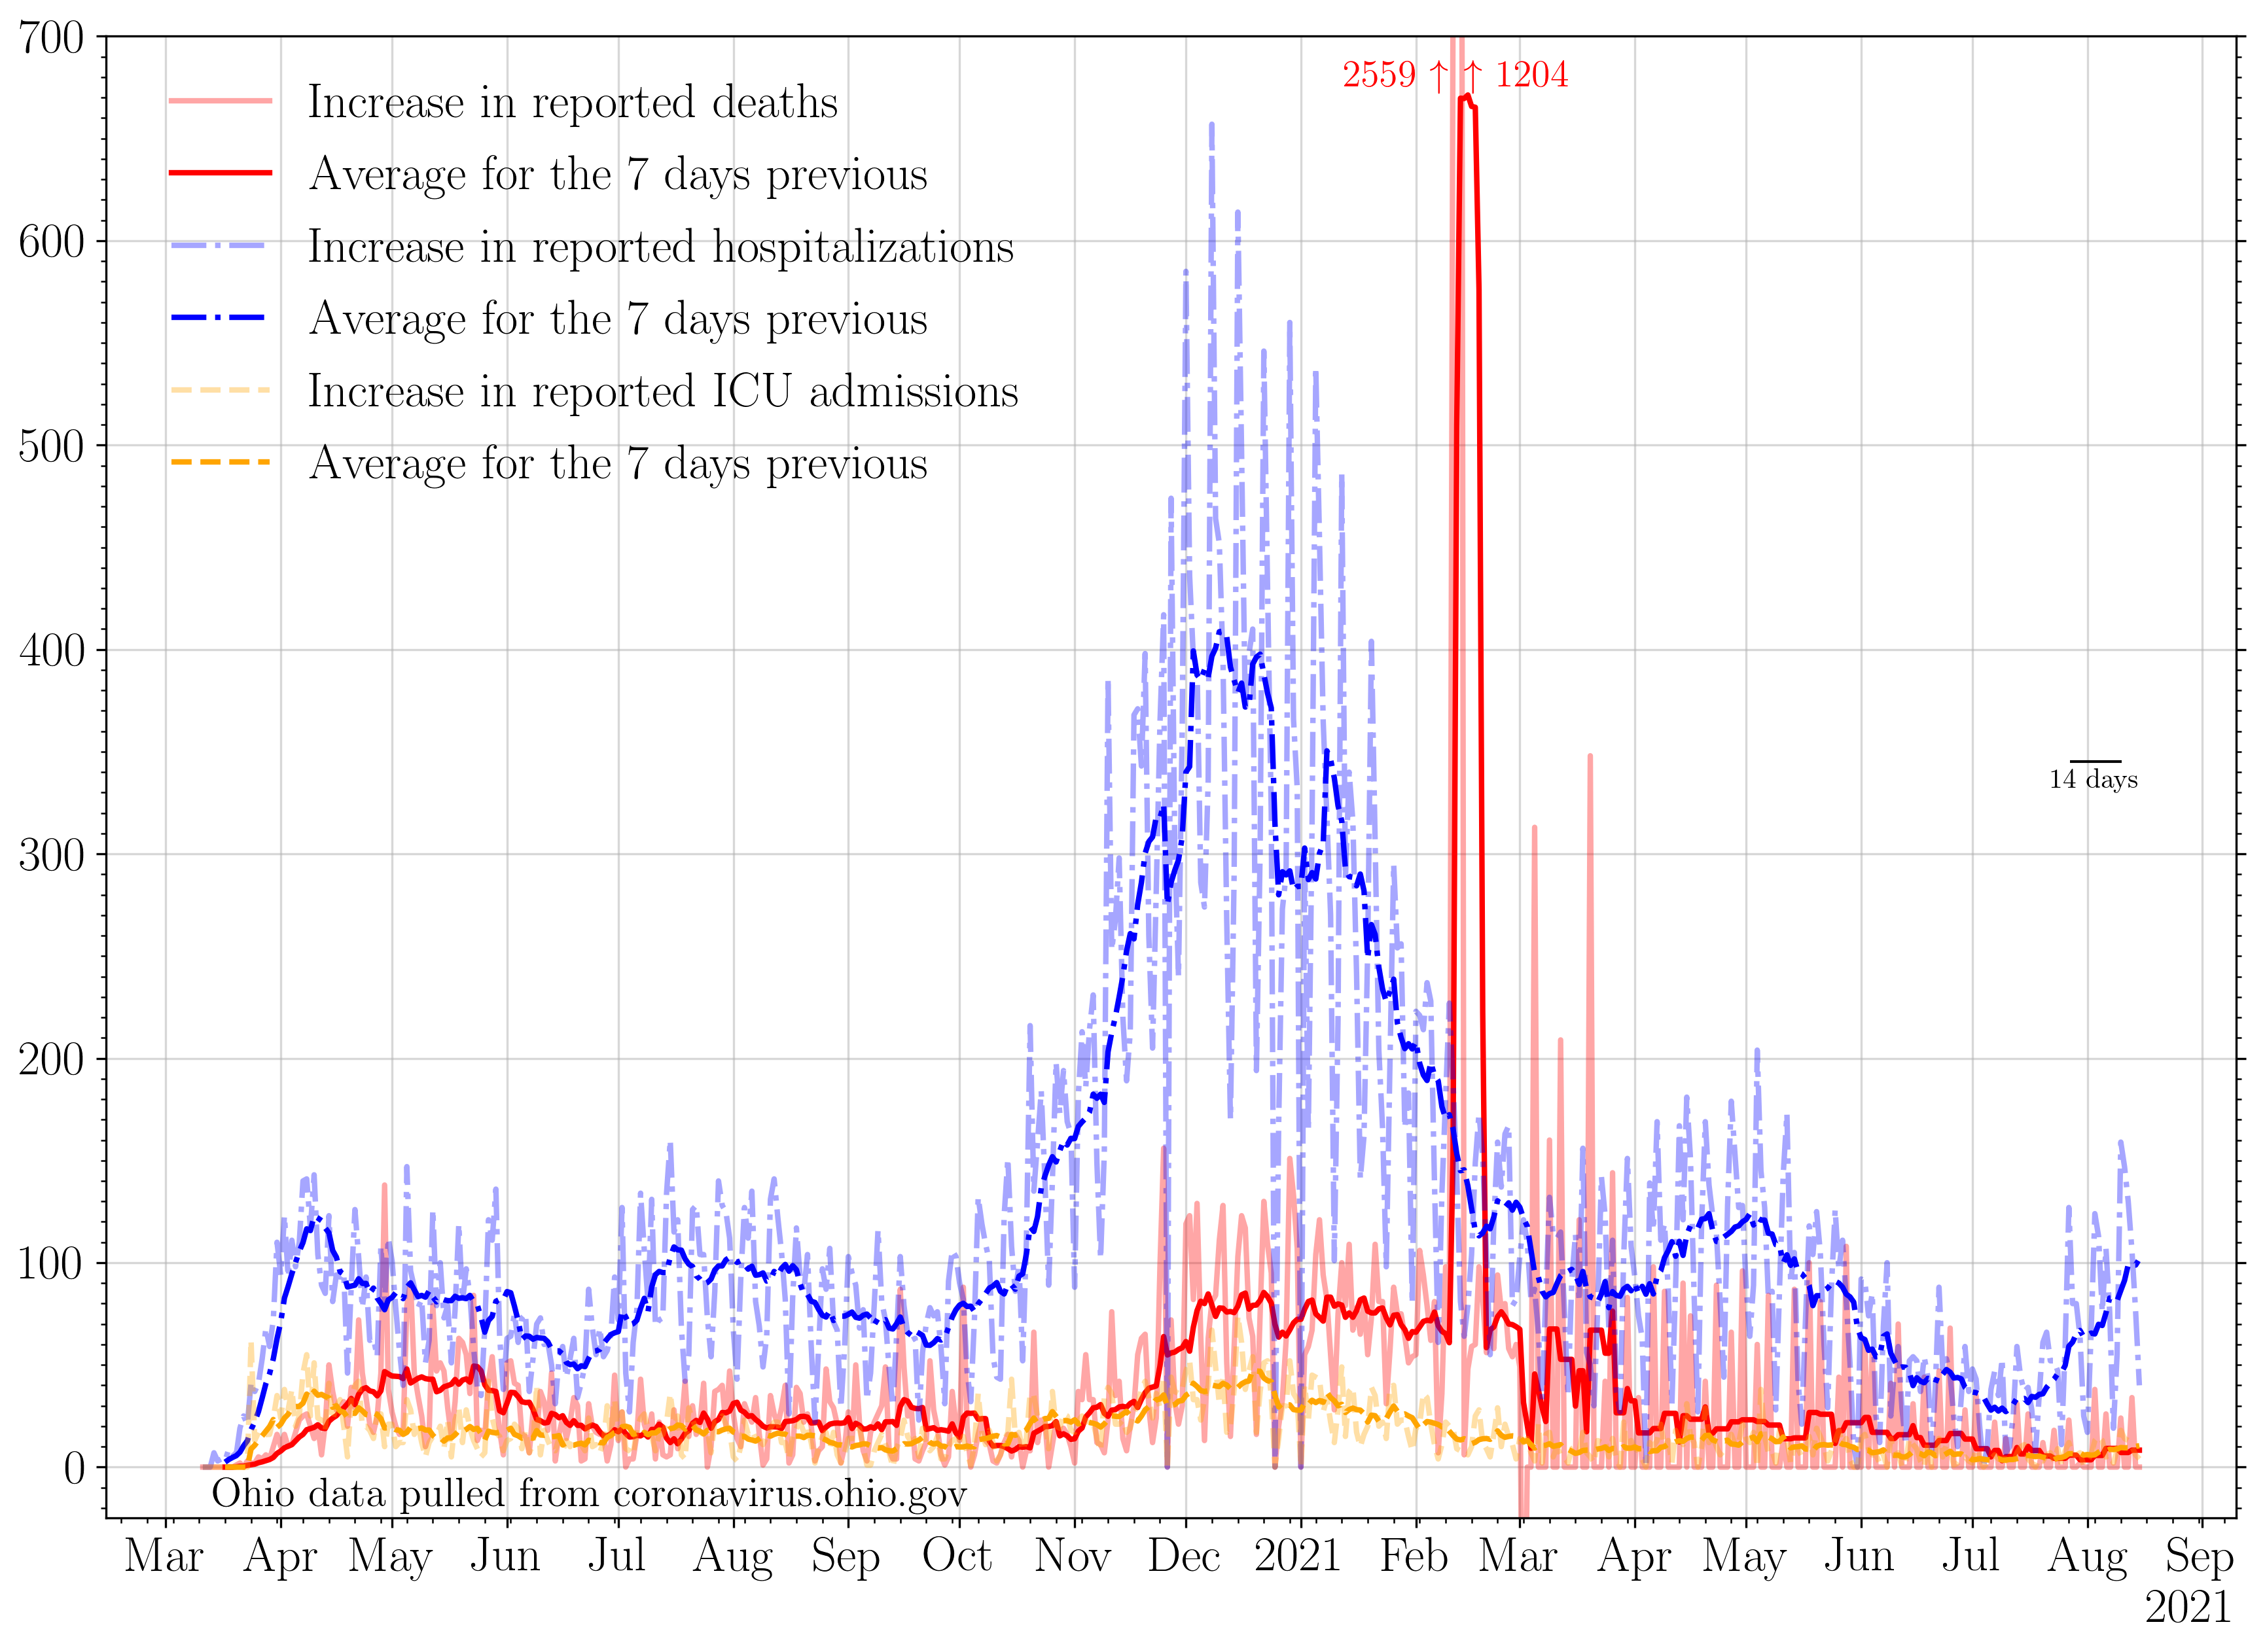 700
600
500
400
300
200
100
0
2559 ↑ ↑ 1204
Increase in reported deaths
Average for the 7 days previous
Increase in reported hospitalizations
Average for the 7 days previous
Increase in reported ICU admissions
Average for the 7 days previous
14 days
Ohio data pulled from coronavirus.ohio.gov
Mar Apr May Jun Jul Aug Sep Oct Nov Dec 2021 Feb Mar Apr May Jun Jul Aug Sep
2021